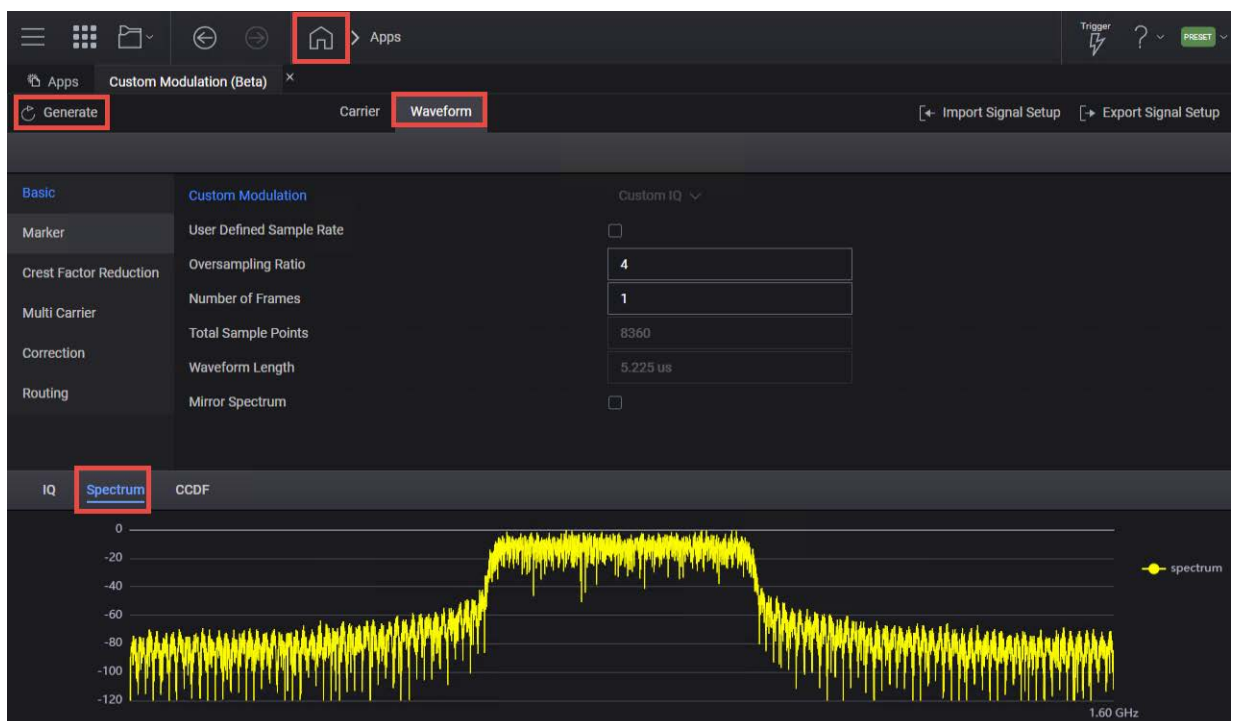 Apps
Trigger
PRESET
Apps
Custom Modulation (Beta)
Generate
Carrier
Waveform
Import Signal Setup
Export Signal Setup
Basic
Custom Modulation
Custom IQ
Marker
User Defined Sample Rate
Crest Factor Reduction
Oversampling Ratio
4
Multi Carrier
Number of Frames
1
Total Sample Points
8360
Correction
Waveform Length
5.225 us
Routing
Mirror Spectrum
IQ
Spectrum
CCDF
0
-20
-40
-60
-80
-100
-120
spectrum
1.60 GHz